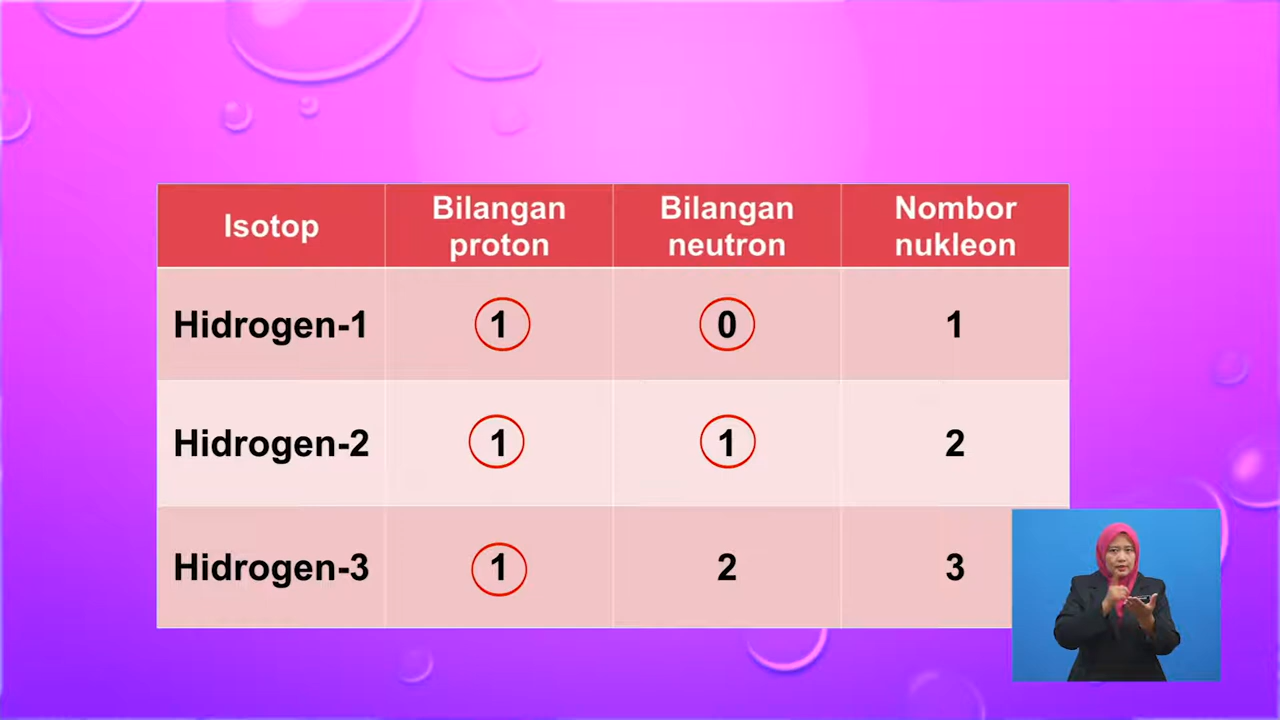 Isotop
Bilangan
proton
Bilangan
neutron
Nombor
nukleon
Hidrogen-1
1
0
1
Hidrogen-2
1
1
2
Hidrogen-3
1
2
3